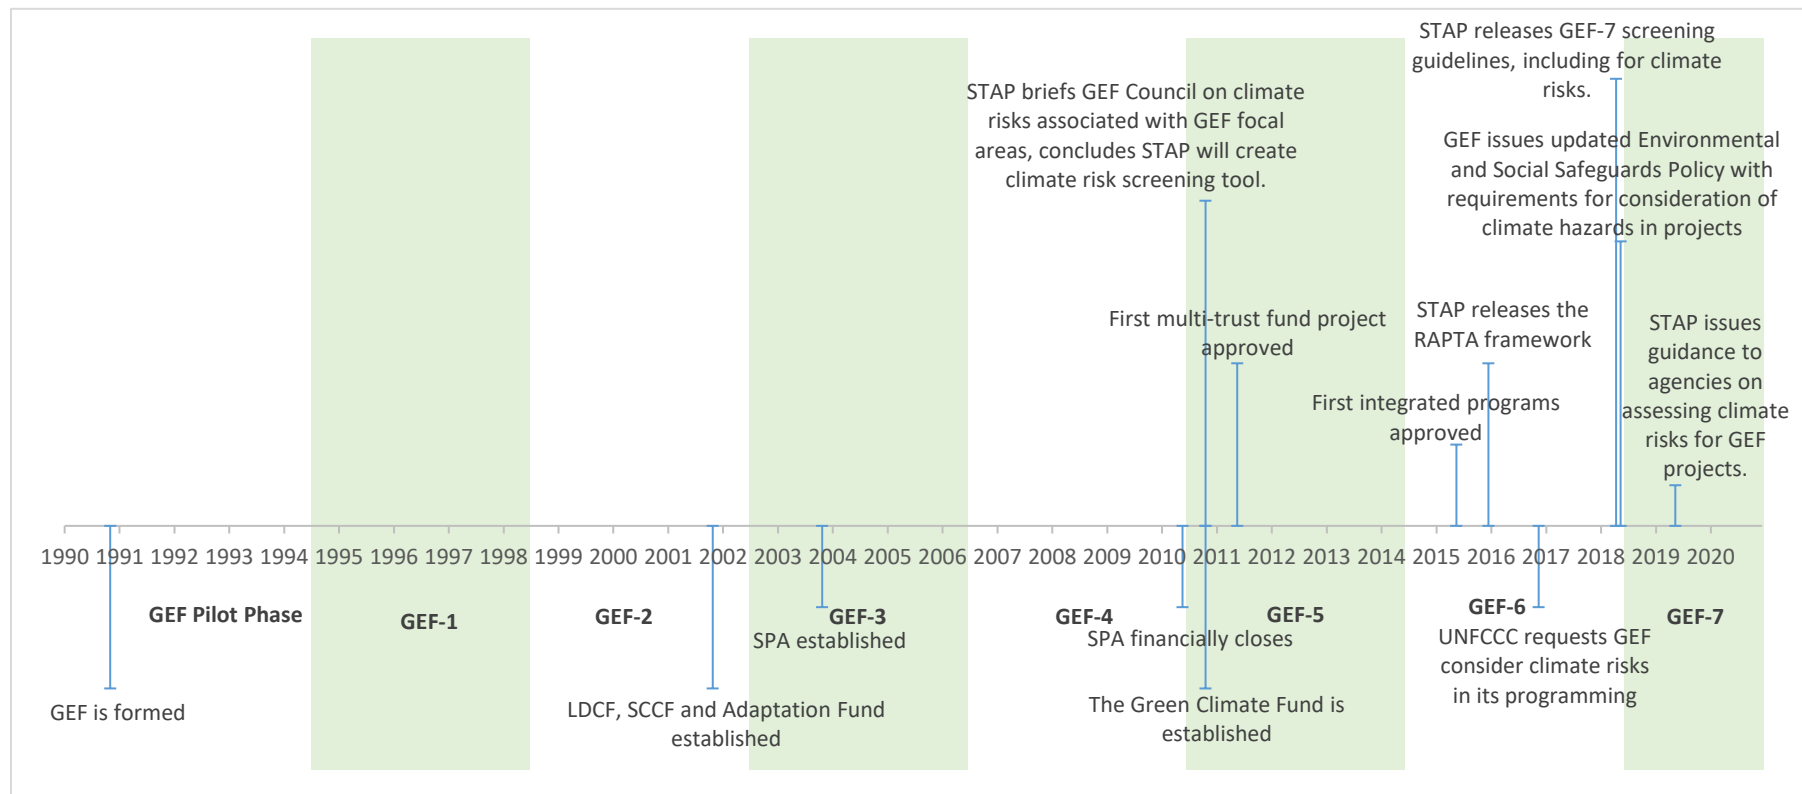 STAP releases GEF-7 screening
guidelines, including for climate
risks.
STAP briefs GEF Council on climate
risks associated with GEF focal
areas, concludes STAP will create
climate risk screening tool.
GEF issues updated Environmental
and Social Safeguards Policy with
requirements for consideration of
climate hazards in projects
First multi-trust fund project
approved
STAP releases the
RAPTA framework
STAP issues
guidance to
agencies on
assessing climate
risks for GEF
projects.
First integrated programs
approved
1990 1991 1992 1993 1994 1995 1996 1997 1998 1999 2000 2001 2002 2003 2004 2005 2006 2007 2008 2009 2010 2011 2012 2013 2014 2015 2016 2017 2018 2019 2020
GEF Pilot Phase GEF-1 GEF-2 GEF-3 GEF-4 GEF-5 GEF-6 GEF-7
SPA established
SPA financially closes
UNFCCC requests GEF
consider climate risks
in its programming
GEF is formed
LDCF, SCCF and Adaptation Fund
established
The Green Climate Fund is
established